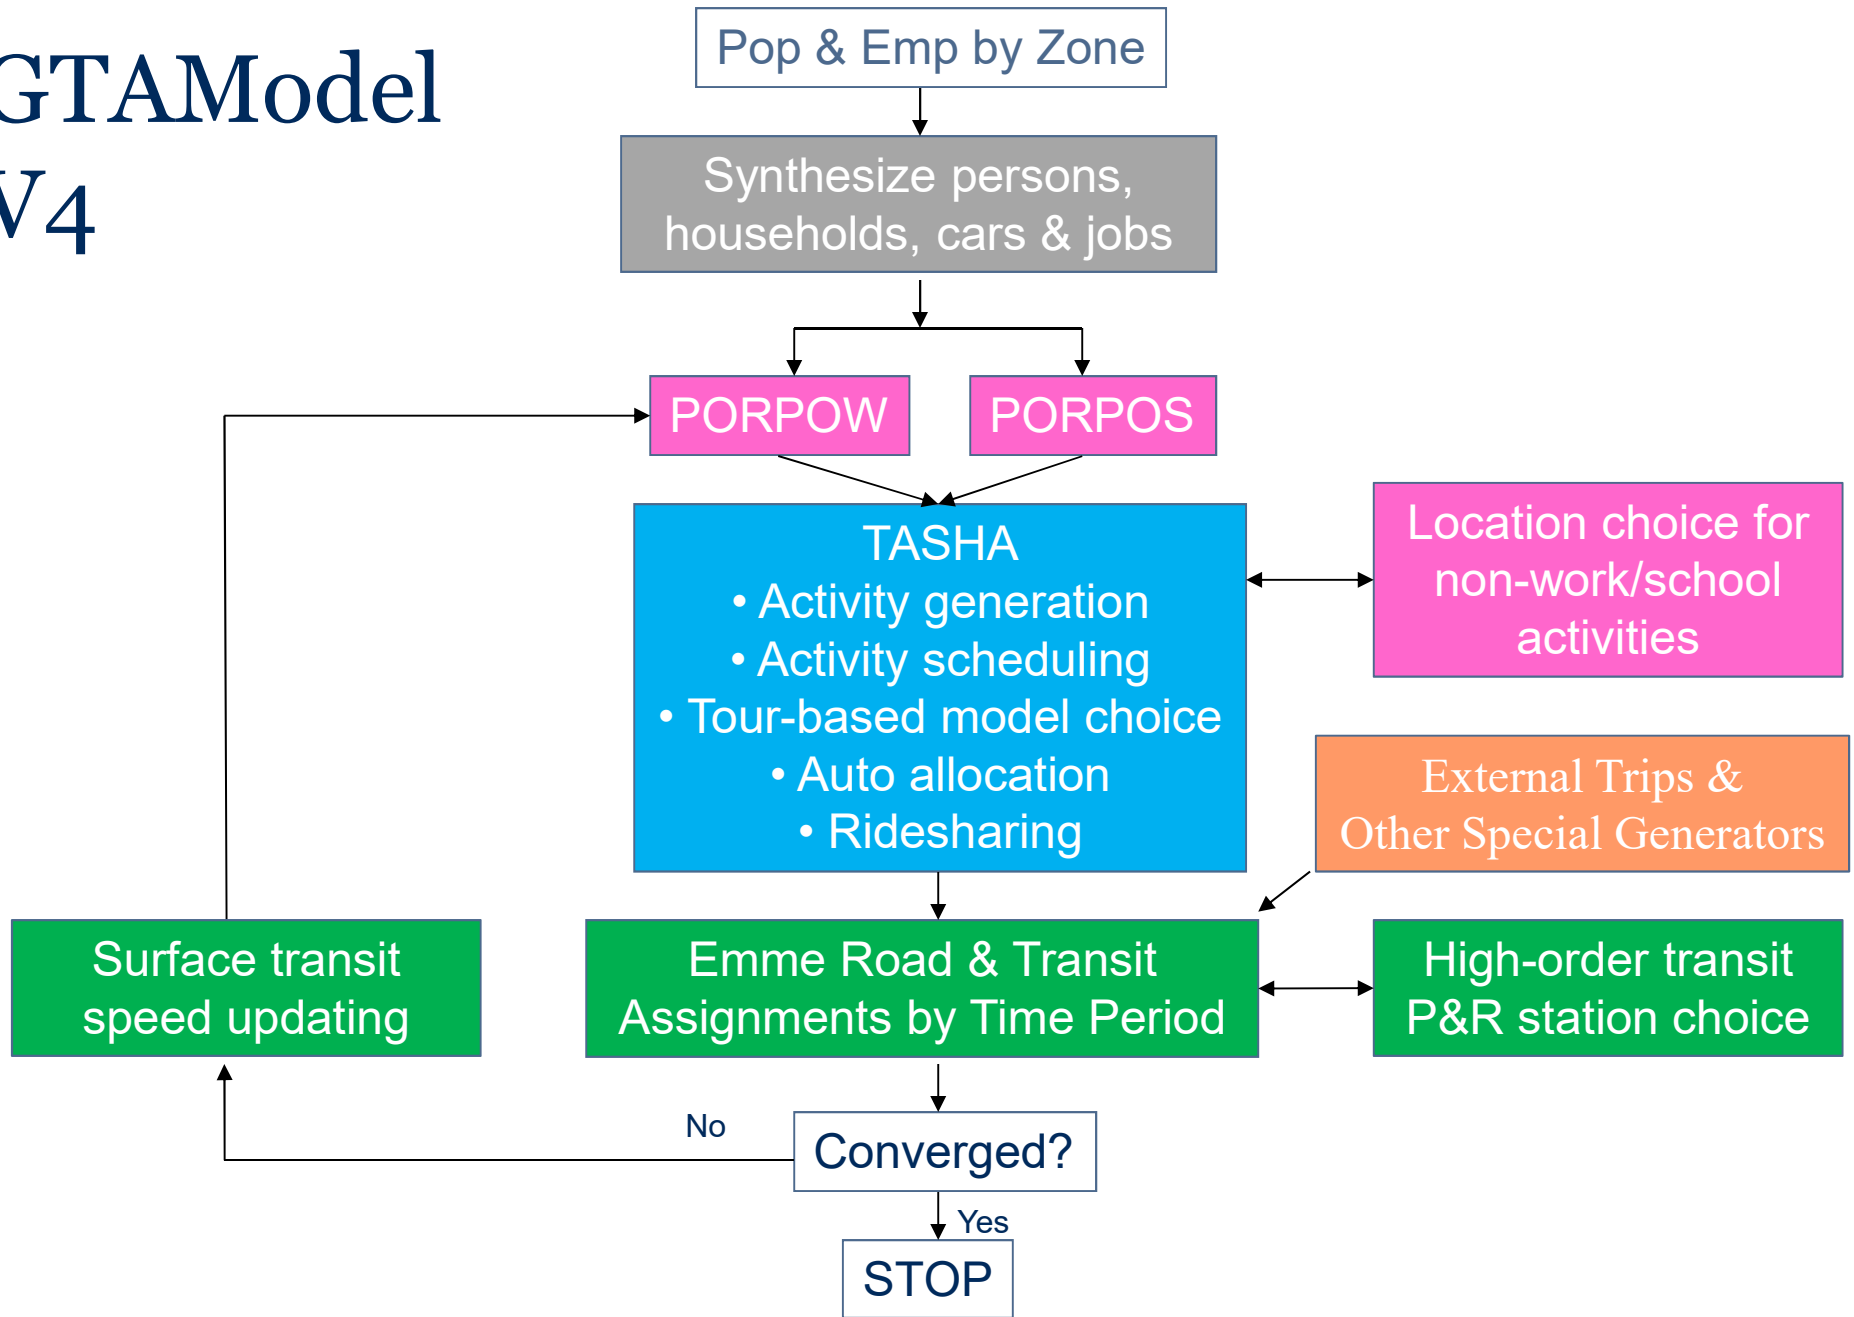 GTAModel
V4
Pop & Emp by Zone
Synthesize persons,
households, cars & jobs
PORPOW
PORPOS
TASHA
• Activity generation
• Activity scheduling
• Tour-based model choice
• Auto allocation
• Ridesharing
Location choice for
non-work/school
activities
External Trips &
Other Special Generators
Surface transit
speed updating
Emme Road & Transit
Assignments by Time Period
High-order transit
P&R station choice
No
Converged?
Yes
STOP